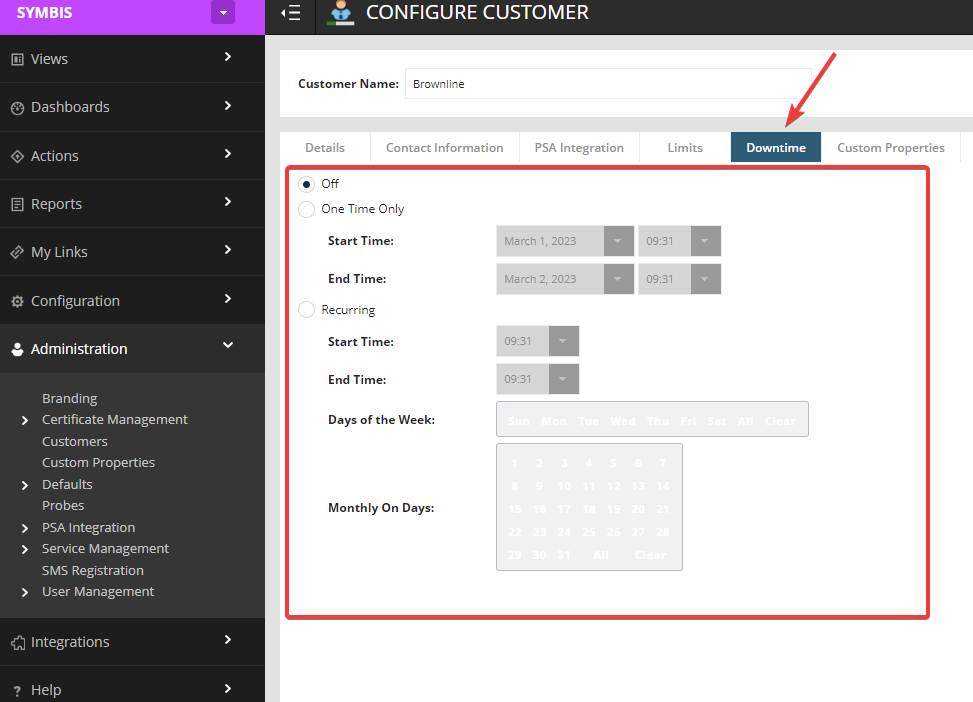 SYMBIS
CONFIGURE CUSTOMER
Views
Dashboards
Actions
Reports
My Links
Configuration
Administration
Branding
Certificate Management
Customers
Custom Properties
Defaults
Probes
PSA Integration
Service Management
SMS Registration
User Management
Integrations
? Help
Customer Name: Brownline
Details Contact Information PSA Integration Limits Downtime Custom Properties
Off
One Time Only
Start Time: March 1, 2023 09:31
End Time: March 2, 2023 09:31
Recurring
Start Time: 09:31
End Time: 09:31
Days of the Week: Sun Mon Tue Wed Thu Fri Sat All Clear
Monthly On Days:
1 2 3 4 5 6 7
8 9 10 11 12 13 14
15 16 17 18 19 20 21
22 23 24 25 26 27 28
29 30 31 All Clear